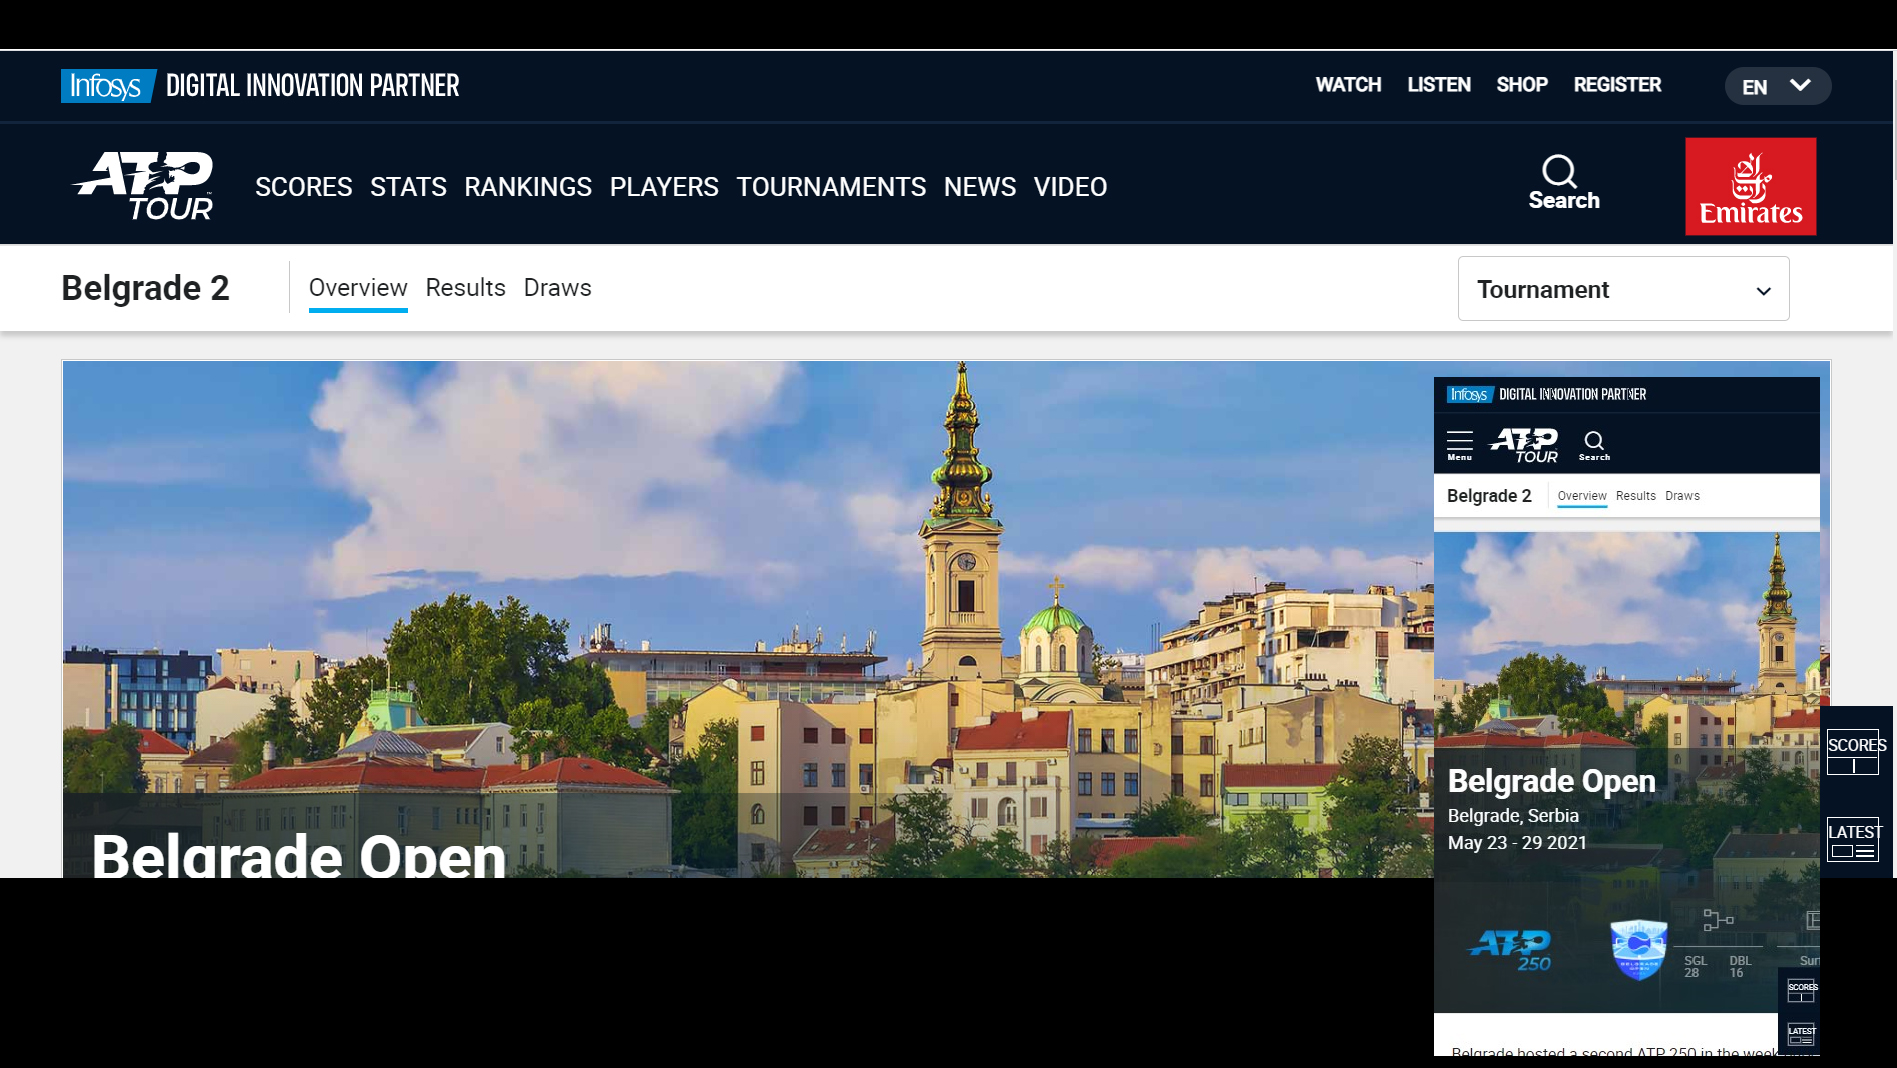 Infosys DIGITAL INNOVATION PARTNER
WATCH LISTEN SHOP REGISTER EN
ATP TOUR
SCORES STATS RANKINGS PLAYERS TOURNAMENTS NEWS VIDEO
Search
Emirates
Belgrade 2
Overview Results Draws
Tournament
Belgrade Open
SCORES
LATEST
Infosys DIGITAL INNOVATION PARTNER
Menu
ATP TOUR
Search
Belgrade 2
Overview Results Draws
Belgrade Open
Belgrade, Serbia
May 23 - 29 2021
ATP 250
BELGRADE OPEN
SGL DBL
28 16
SCORES
LATEST
Belgrade hosted a second ATP 250 in the week